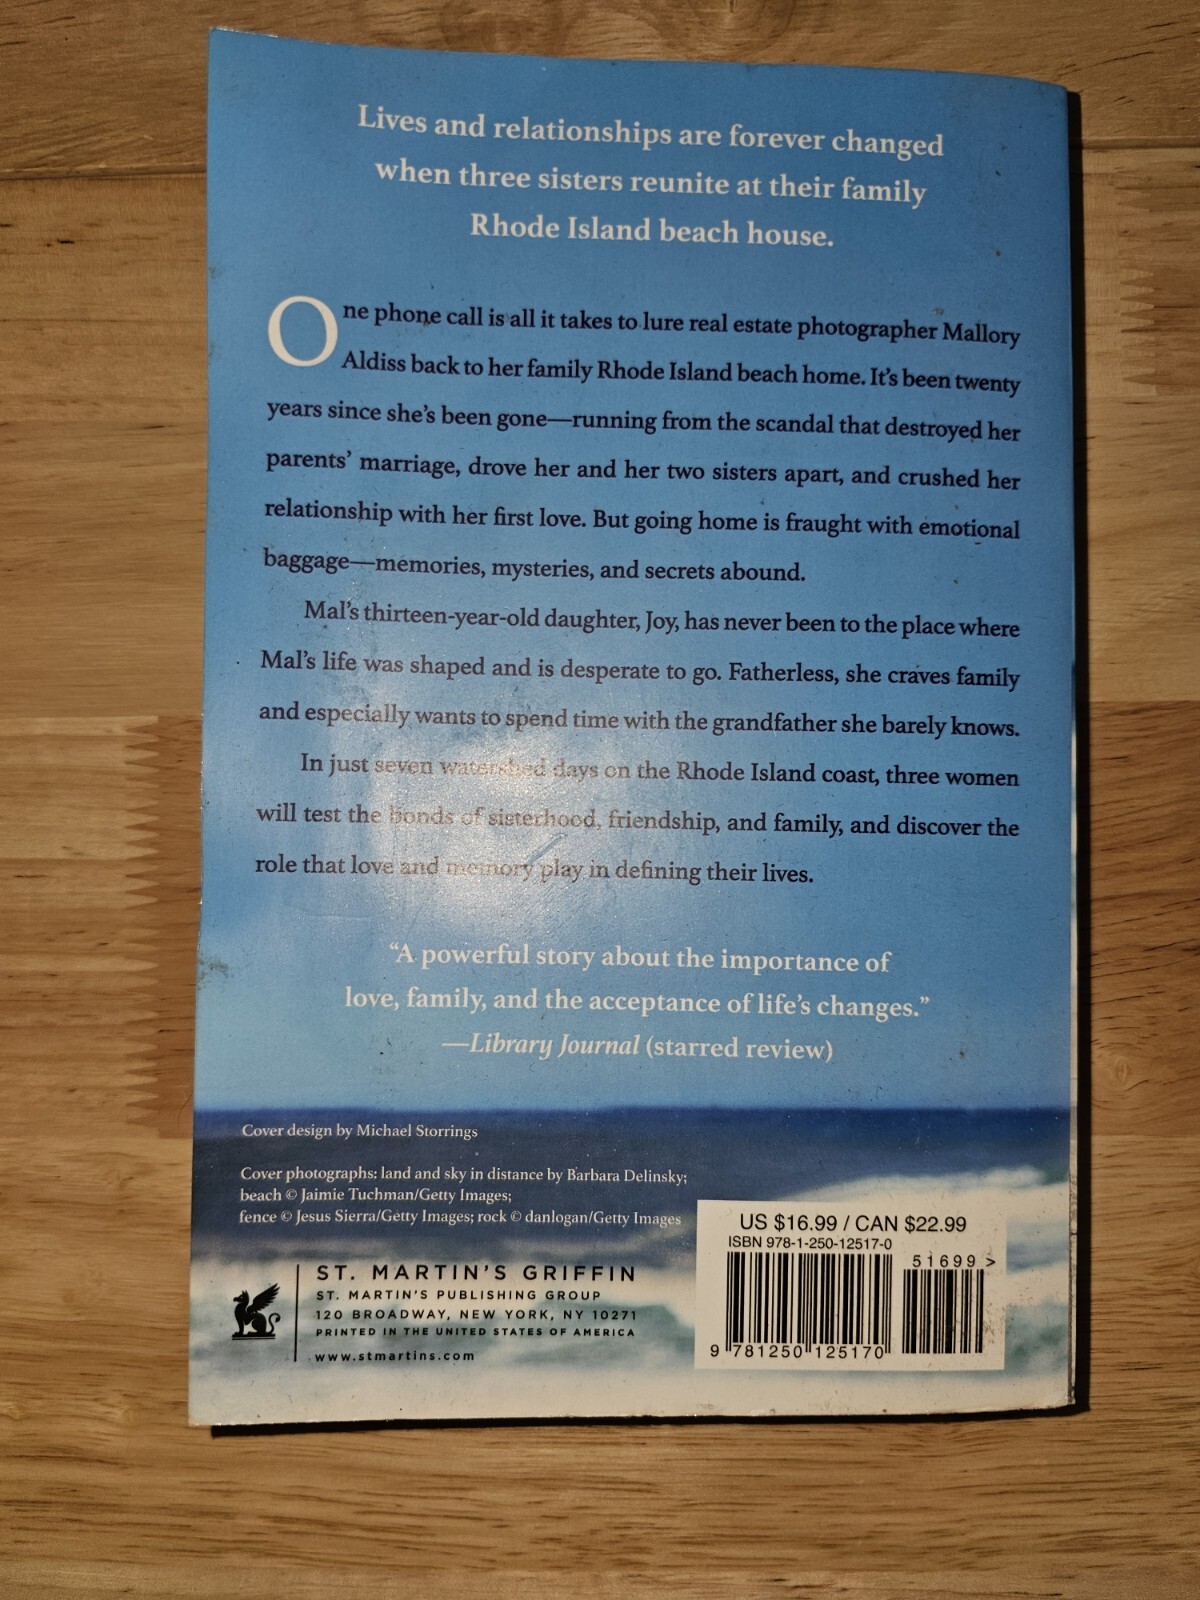 Lives and relationships are forever changed
when three sisters reunite at their family
Rhode Island beach house.
One phone call is all it takes to lure real estate photographer Mallory
Aldiss back to her family Rhode Island beach home. It's been twenty
years since she's been gone—running from the scandal that destroyed her
parents' marriage, drove her and her two sisters apart, and crushed her
relationship with her first love. But going home is fraught with emotional
baggage—memories, mysteries, and secrets abound.
Mal's thirteen-year-old daughter, Joy, has never been to the place where
Mal's life was shaped and is desperate to go. Fatherless, she craves family
and especially wants to spend time with the grandfather she barely knows.
In just seven watershed days on the Rhode Island coast, three women
will test the bonds of sisterhood, friendship, and family, and discover the
role that love and memory play in defining their lives.
“A powerful story about the importance of
love, family, and the acceptance of life's changes.”
—Library Journal (starred review)
Cover design by Michael Storrings
Cover photographs: land and sky in distance by Barbara Delinsky;
beach © Jaimie Tuchman/Getty Images;
fence © Jesus Sierra/Getty Images; rock © danlogan/Getty Images
ST. MARTIN'S GRIFFIN
ST. MARTIN'S PUBLISHING GROUP
120 BROADWAY, NEW YORK, NY 10271
PRINTED IN THE UNITED STATES OF AMERICA
www.stmartins.com
US $16.99 / CAN $22.99
ISBN 978-1-250-12517-0
51699 >
9 781250 125170